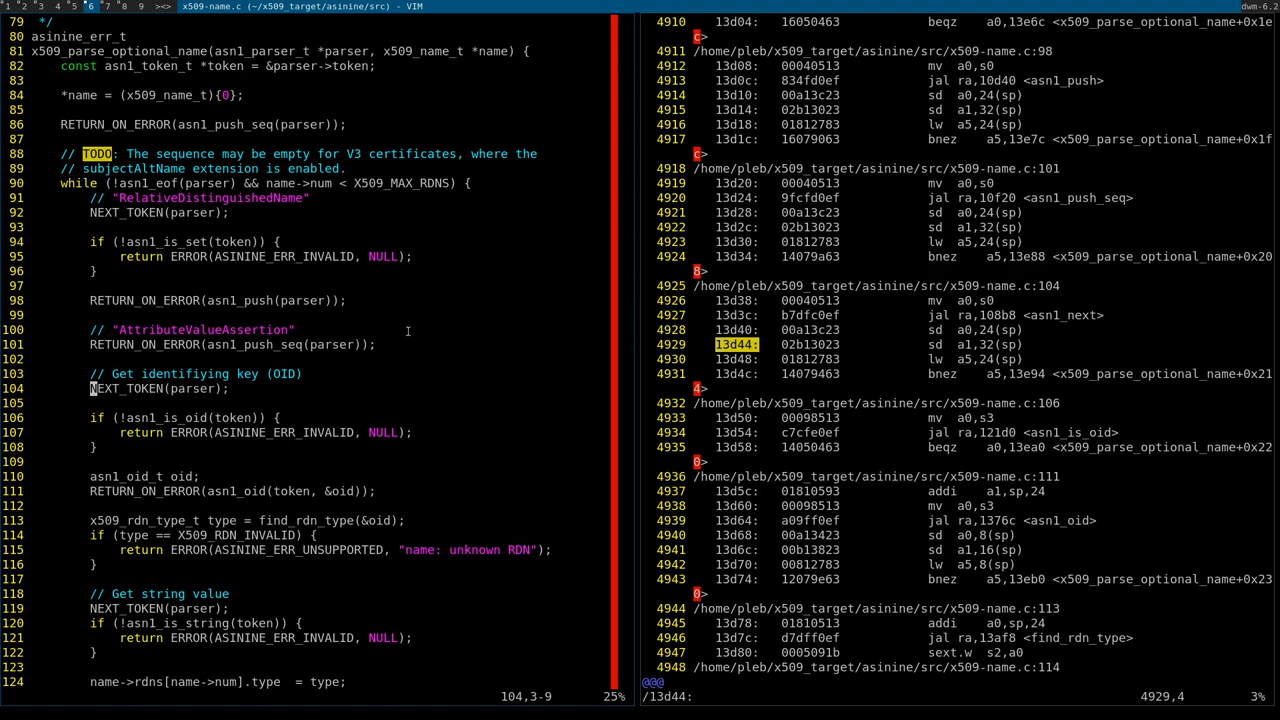 1 2 3 4 5 6 7 8 9 ><> x509-name.c (~/x509_target/asinine/src) - VIM dwm-6.2
79  */
80 asinine_err_t
81 x509_parse_optional_name(asn1_parser_t *parser, x509_name_t *name) {
82     const asn1_token_t *token = &parser->token;
83
84     *name = (x509_name_t){0};
85
86     RETURN_ON_ERROR(asn1_push_seq(parser));
87
88     // TODO: The sequence may be empty for V3 certificates, where the
89     // subjectAltName extension is enabled.
90     while (!asn1_eof(parser) && name->num < X509_MAX_RDNS) {
91         // "RelativeDistinguishedName"
92         NEXT_TOKEN(parser);
93
94         if (!asn1_is_set(token)) {
95             return ERROR(ASININE_ERR_INVALID, NULL);
96         }
97
98         RETURN_ON_ERROR(asn1_push(parser));
99
100         // "AttributeValueAssertion"
101         RETURN_ON_ERROR(asn1_push_seq(parser));
102
103         // Get identifiying key (OID)
104         NEXT_TOKEN(parser);
105
106         if (!asn1_is_oid(token)) {
107             return ERROR(ASININE_ERR_INVALID, NULL);
108         }
109
110         asn1_oid_t oid;
111         RETURN_ON_ERROR(asn1_oid(token, &oid));
112
113         x509_rdn_type_t type = find_rdn_type(&oid);
114         if (type == X509_RDN_INVALID) {
115             return ERROR(ASININE_ERR_UNSUPPORTED, "name: unknown RDN");
116         }
117
118         // Get string value
119         NEXT_TOKEN(parser);
120         if (!asn1_is_string(token)) {
121             return ERROR(ASININE_ERR_INVALID, NULL);
122         }
123
124         name->rdns[name->num].type  = type;
104,3-9 25%
4910    13d04:   16050463    beqz   a0,13e6c <x509_parse_optional_name+0x1e
c>
4911 /home/pleb/x509_target/asinine/src/x509-name.c:98
4912    13d08:   00040513    mv   a0,s0
4913    13d0c:   834fd0ef    jal ra,10d40 <asn1_push>
4914    13d10:   00a13c23    sd   a0,24(sp)
4915    13d14:   02b13023    sd   a1,32(sp)
4916    13d18:   01812783    lw   a5,24(sp)
4917    13d1c:   14079063    bnez   a5,13e7c <x509_parse_optional_name+0x1f
c>
4918 /home/pleb/x509_target/asinine/src/x509-name.c:101
4919    13d20:   00040513    mv   a0,s0
4920    13d24:   9fcfd0ef    jal ra,10f20 <asn1_push_seq>
4921    13d28:   00a13c23    sd   a0,24(sp)
4922    13d2c:   02b13023    sd   a1,32(sp)
4923    13d30:   01812783    lw   a5,24(sp)
4924    13d34:   14079a63    bnez   a5,13e88 <x509_parse_optional_name+0x20
8>
4925 /home/pleb/x509_target/asinine/src/x509-name.c:104
4926    13d38:   00040513    mv   a0,s0
4927    13d3c:   b7dfc0ef    jal ra,108b8 <asn1_next>
4928    13d40:   00a13c23    sd   a0,24(sp)
4929    13d44:   02b13023    sd   a1,32(sp)
4930    13d48:   01812783    lw   a5,24(sp)
4931    13d4c:   14079463    bnez   a5,13e94 <x509_parse_optional_name+0x21
4>
4932 /home/pleb/x509_target/asinine/src/x509-name.c:106
4933    13d50:   00098513    mv   a0,s3
4934    13d54:   c7cfe0ef    jal ra,121d0 <asn1_is_oid>
4935    13d58:   14050463    beqz   a0,13ea0 <x509_parse_optional_name+0x22
0>
4936 /home/pleb/x509_target/asinine/src/x509-name.c:111
4937    13d5c:   01810593    addi   a1,sp,24
4938    13d60:   00098513    mv   a0,s3
4939    13d64:   a09ff0ef    jal ra,1376c <asn1_oid>
4940    13d68:   00a13423    sd   a0,8(sp)
4941    13d6c:   00b13823    sd   a1,16(sp)
4942    13d70:   00812783    lw   a5,8(sp)
4943    13d74:   12079e63    bnez   a5,13eb0 <x509_parse_optional_name+0x23
0>
4944 /home/pleb/x509_target/asinine/src/x509-name.c:113
4945    13d78:   01810513    addi   a0,sp,24
4946    13d7c:   d7dff0ef    jal ra,13af8 <find_rdn_type>
4947    13d80:   0005091b    sext.w  s2,a0
4948 /home/pleb/x509_target/asinine/src/x509-name.c:114
@@@
/13d44: 4929,4 3%